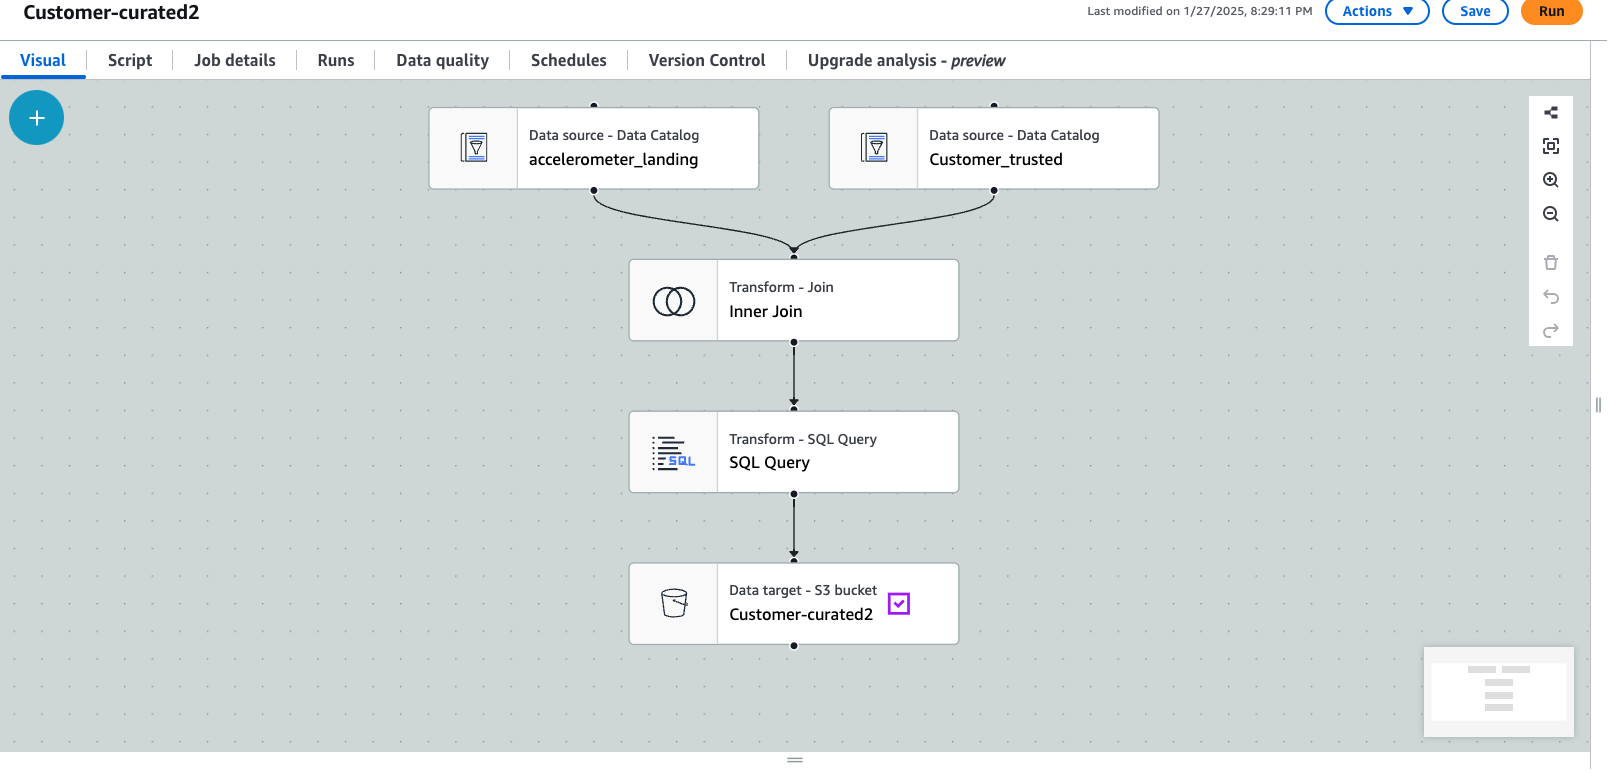 Customer-curated2
Last modified on 1/27/2025, 8:29:11 PM
Actions
Save
Run
Visual
Script
Job details
Runs
Data quality
Schedules
Version Control
Upgrade analysis - preview
Data source - Data Catalog
accelerometer_landing
Data source - Data Catalog
Customer_trusted
Transform - Join
Inner Join
Transform - SQL Query
SQL
SQL Query
Data target - S3 bucket
Customer-curated2